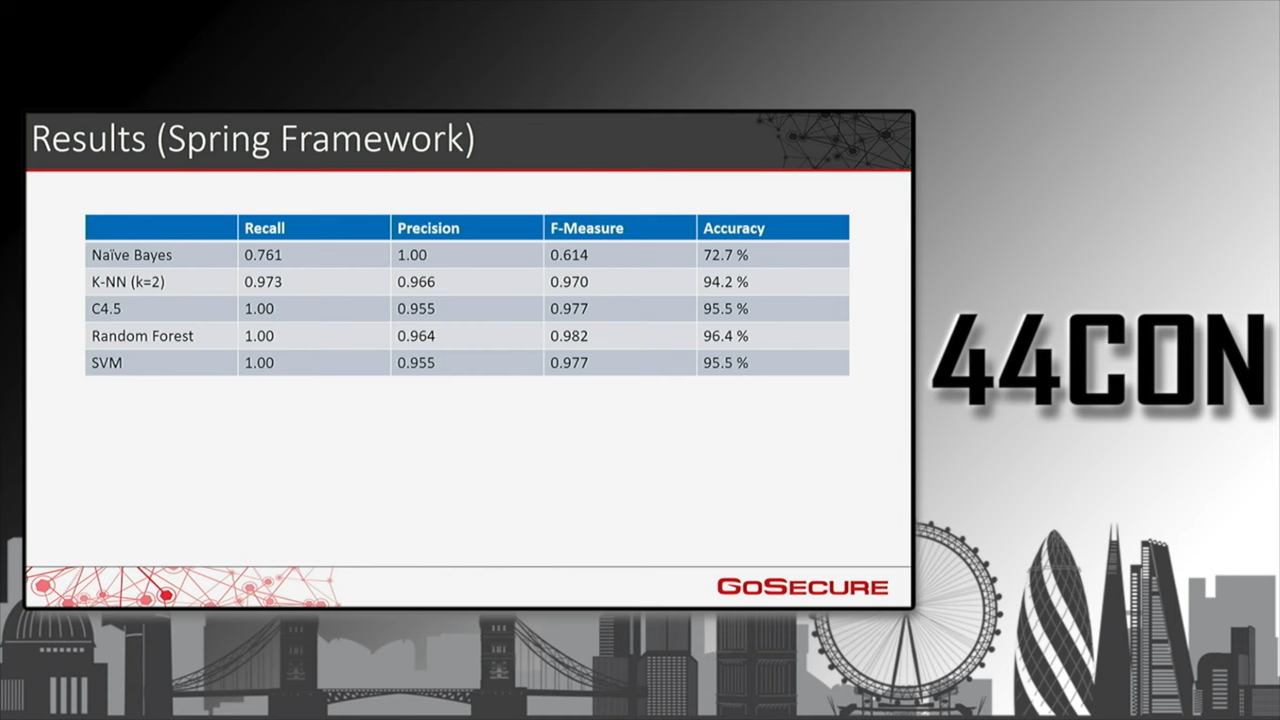 Results (Spring Framework)
Recall Precision F-Measure Accuracy
Naïve Bayes 0.761 1.00 0.614 72.7 %
K-NN (k=2) 0.973 0.966 0.970 94.2 %
C4.5 1.00 0.955 0.977 95.5 %
Random Forest 1.00 0.964 0.982 96.4 %
SVM 1.00 0.955 0.977 95.5 %
44CON
GOSECURE